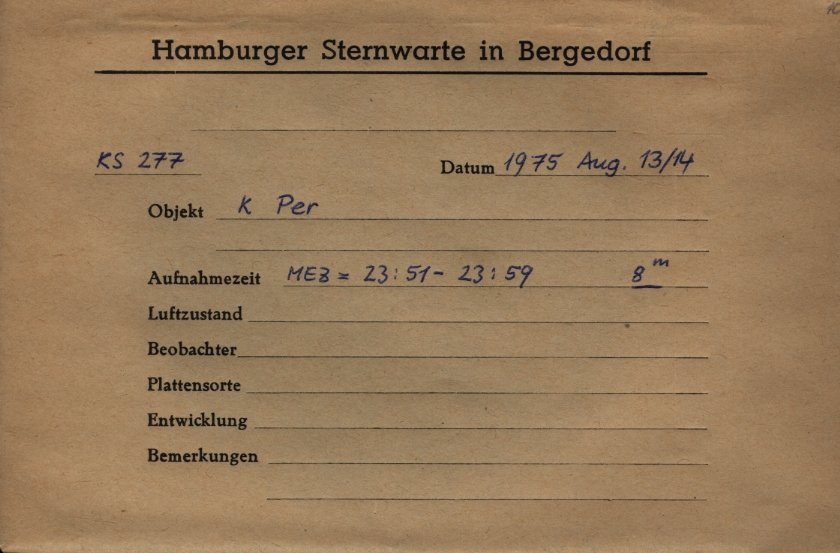 Hamburger Sternwarte in Bergedorf
KS 277 Datum 1975 Aug. 13/14
Objekt K Per
Aufnahmezeit MEZ = 23:51 - 23:59 8ᵐ
Luftzustand
Beobachter
Plattensorte
Entwicklung
Bemerkungen